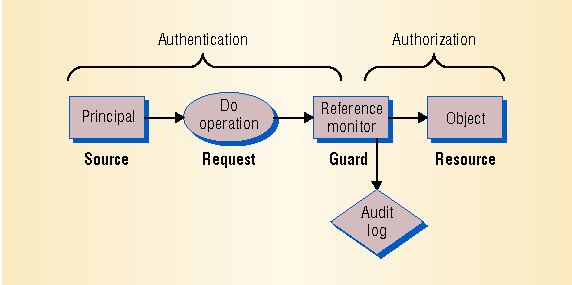 Authentication
Authorization
Principal
Do
operation
Reference
monitor
Object
Source
Request
Guard
Resource
Audit
log